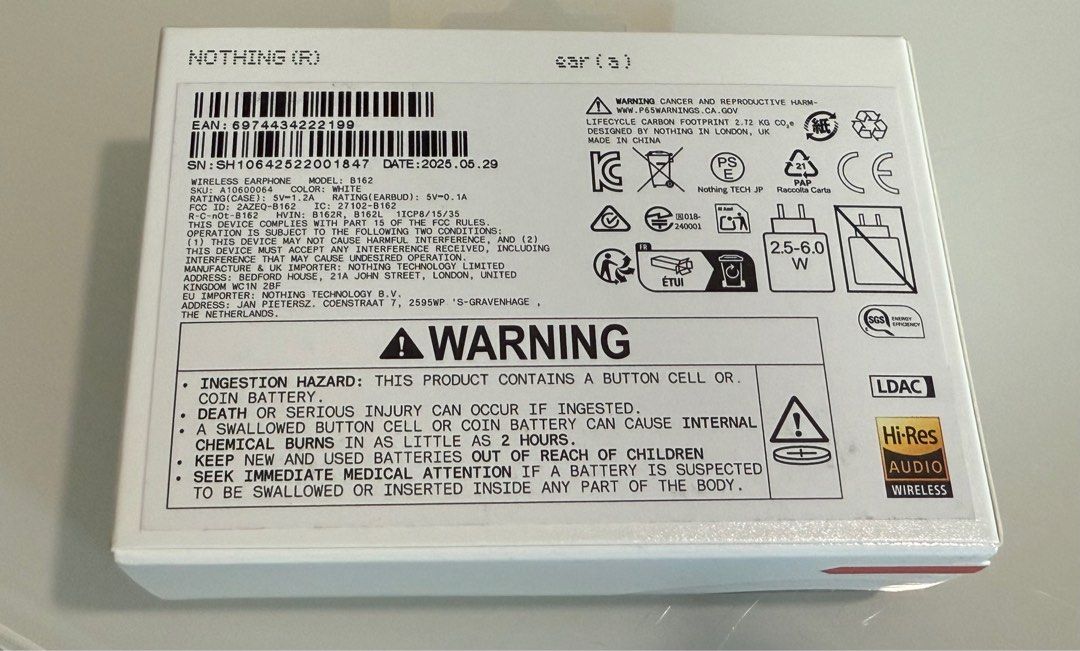 NOTHING (R)
ear (a)
EAN: 6974434222199
SN:SH10642522001847 DATE:2025.05.29
WIRELESS EARPHONE MODEL: B162
SKU: A10600064 COLOR: WHITE
RATING(CASE): 5V⎓1.2A RATING(EARBUD): 5V⎓0.1A
FCC ID: 2AZEQ-B162 IC: 27102-B162
R-C-nOt-B162 HVIN: B162R, B162L 1ICP8/15/35
THIS DEVICE COMPLIES WITH PART 15 OF THE FCC RULES.
OPERATION IS SUBJECT TO THE FOLLOWING TWO CONDITIONS:
(1) THIS DEVICE MAY NOT CAUSE HARMFUL INTERFERENCE, AND (2)
THIS DEVICE MUST ACCEPT ANY INTERFERENCE RECEIVED, INCLUDING
INTERFERENCE THAT MAY CAUSE UNDESIRED OPERATION.
MANUFACTURE & UK IMPORTER: NOTHING TECHNOLOGY LIMITED
ADDRESS: BEDFORD HOUSE, 21A JOHN STREET, LONDON, UNITED
KINGDOM WC1N 2BF
EU IMPORTER: NOTHING TECHNOLOGY B.V.
ADDRESS: JAN PIETERSZ. COENSTRAAT 7, 2595WP 'S-GRAVENHAGE ,
THE NETHERLANDS.
WARNING CANCER AND REPRODUCTIVE HARM-
WWW.P65WARNINGS.CA.GOV
LIFECYCLE CARBON FOOTPRINT 2.72 KG CO₂e
DESIGNED BY NOTHING IN LONDON, UK
MADE IN CHINA
紙
PS
E
Nothing TECH JP
21
PAP
Raccolta Carta
CE
018-
240001
FR
ÉTUI
2.5-6.0
W
SGS ENERGY
EFFICIENCY
LDAC
Hi-Res
AUDIO
WIRELESS
WARNING
• INGESTION HAZARD: THIS PRODUCT CONTAINS A BUTTON CELL OR
COIN BATTERY.
• DEATH OR SERIOUS INJURY CAN OCCUR IF INGESTED.
• A SWALLOWED BUTTON CELL OR COIN BATTERY CAN CAUSE INTERNAL
CHEMICAL BURNS IN AS LITTLE AS 2 HOURS.
• KEEP NEW AND USED BATTERIES OUT OF REACH OF CHILDREN
• SEEK IMMEDIATE MEDICAL ATTENTION IF A BATTERY IS SUSPECTED
TO BE SWALLOWED OR INSERTED INSIDE ANY PART OF THE BODY.